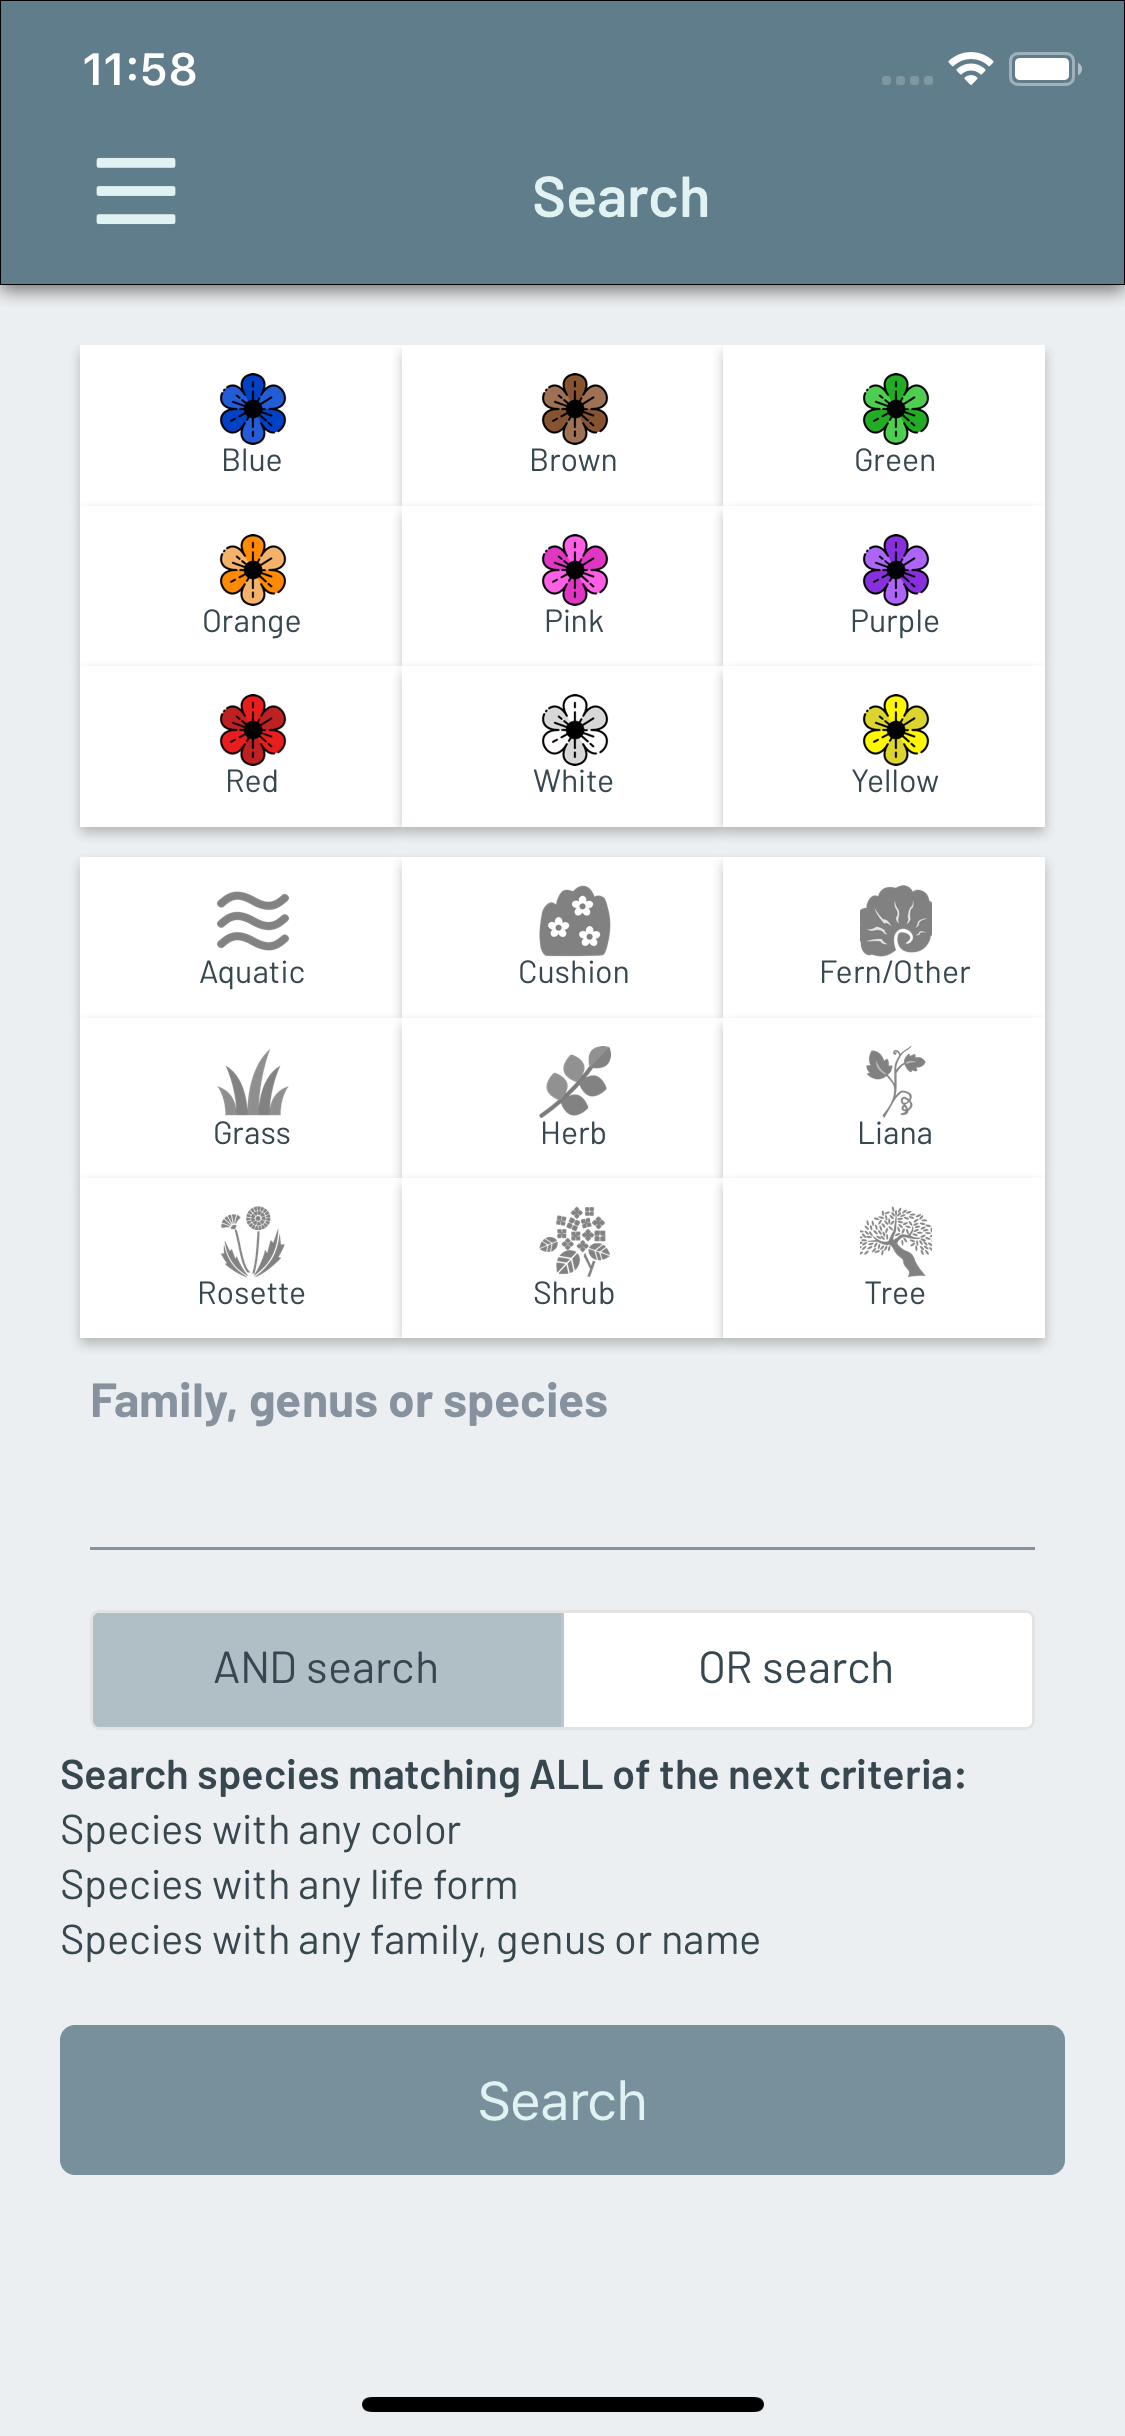 11:58
Search
Blue Brown Green
Orange Pink Purple
Red White Yellow
Aquatic Cushion Fern/Other
Grass Herb Liana
Rosette Shrub Tree
Family, genus or species
AND search OR search
Search species matching ALL of the next criteria:
Species with any color
Species with any life form
Species with any family, genus or name
Search